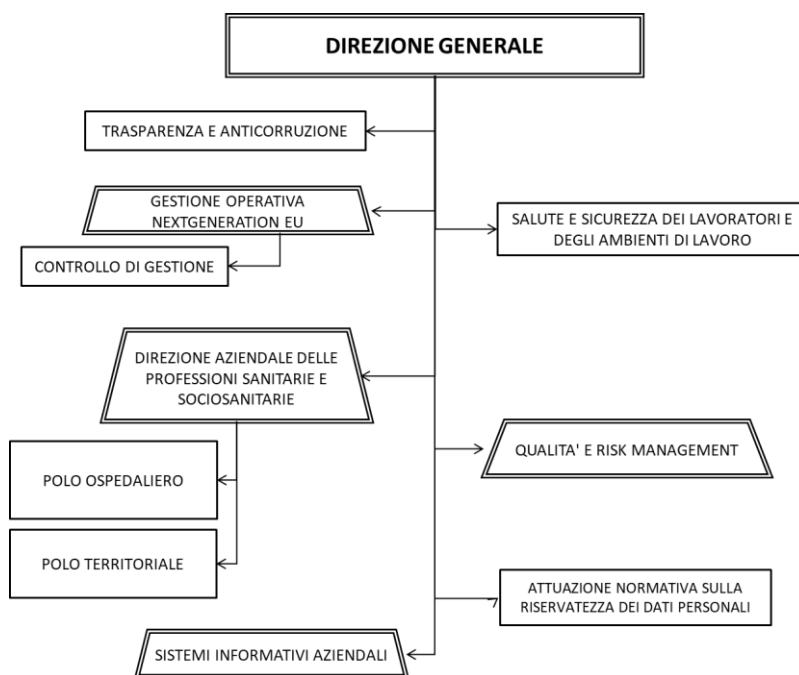 DIREZIONE GENERALE
TRASPARENZA E ANTICORRUZIONE
GESTIONE OPERATIVA
NEXTGENERATION EU
SALUTE E SICUREZZA DEI LAVORATORI E
DEGLI AMBIENTI DI LAVORO
CONTROLLO DI GESTIONE
DIREZIONE AZIENDALE DELLE
PROFESSIONI SANITARIE E
SOCIOSANITARIE
QUALITA' E RISK MANAGEMENT
POLO OSPEDALIERO
POLO TERRITORIALE
ATTUAZIONE NORMATIVA SULLA
RISERVATEZZA DEI DATI PERSONALI
SISTEMI INFORMATIVI AZIENDALI